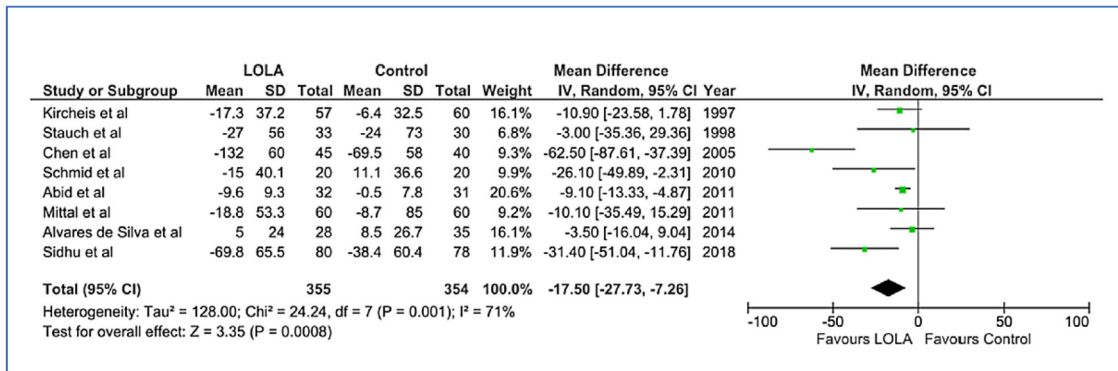 LOLA Control Mean Difference Mean Difference
Study or Subgroup Mean SD Total Mean SD Total Weight IV, Random, 95% CI Year IV, Random, 95% CI
Kircheis et al -17.3 37.2 57 -6.4 32.5 60 16.1% -10.90 [-23.58, 1.78] 1997
Stauch et al -27 56 33 -24 73 30 6.8% -3.00 [-35.36, 29.36] 1998
Chen et al -132 60 45 -69.5 58 40 9.3% -62.50 [-87.61, -37.39] 2005
Schmid et al -15 40.1 20 11.1 36.6 20 9.9% -26.10 [-49.89, -2.31] 2010
Abid et al -9.6 9.3 32 -0.5 7.8 31 20.6% -9.10 [-13.33, -4.87] 2011
Mittal et al -18.8 53.3 60 -8.7 85 60 9.2% -10.10 [-35.49, 15.29] 2011
Alvares de Silva et al 5 24 28 8.5 26.7 35 16.1% -3.50 [-16.04, 9.04] 2014
Sidhu et al -69.8 65.5 80 -38.4 60.4 78 11.9% -31.40 [-51.04, -11.76] 2018
Total (95% CI) 355 354 100.0% -17.50 [-27.73, -7.26]
Heterogeneity: Tau² = 128.00; Chi² = 24.24, df = 7 (P = 0.001); I² = 71%
Test for overall effect: Z = 3.35 (P = 0.0008)
-100 -50 0 50 100
Favours LOLA Favours Control